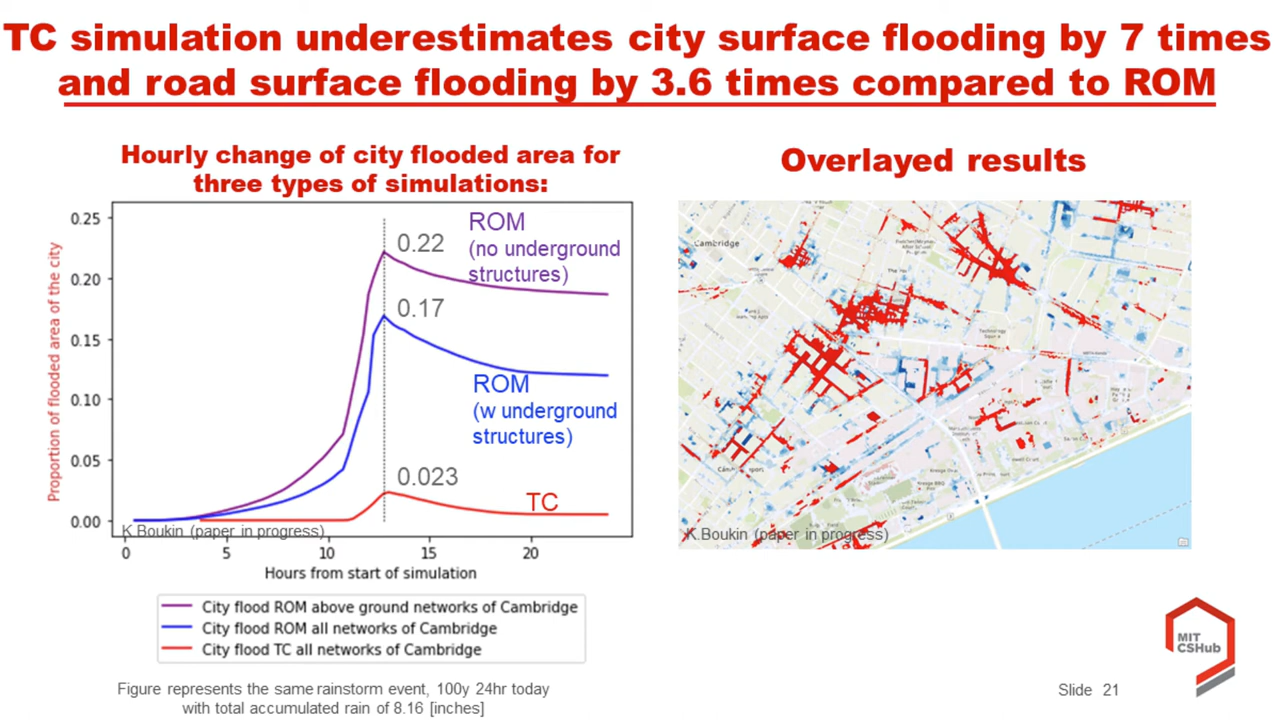 TC simulation underestimates city surface flooding by 7 times
and road surface flooding by 3.6 times compared to ROM
Hourly change of city flooded area for
three types of simulations:
Proportion of flooded area of the city
0.25
0.20
0.15
0.10
0.05
0.00
ROM
(no underground
structures)
0.22
0.17
ROM
(w underground
structures)
0.023
TC
K.Boukin (paper in progress)
0
5
10
15
20
Hours from start of simulation
City flood ROM above ground networks of Cambridge
City flood ROM all networks of Cambridge
City flood TC all networks of Cambridge
Figure represents the same rainstorm event, 100y 24hr today
with total accumulated rain of 8.16 [inches]
Overlayed results
Cambridge
Technology
Square
K.Boukin (paper in progress)
MIT
CSHub
Slide 21